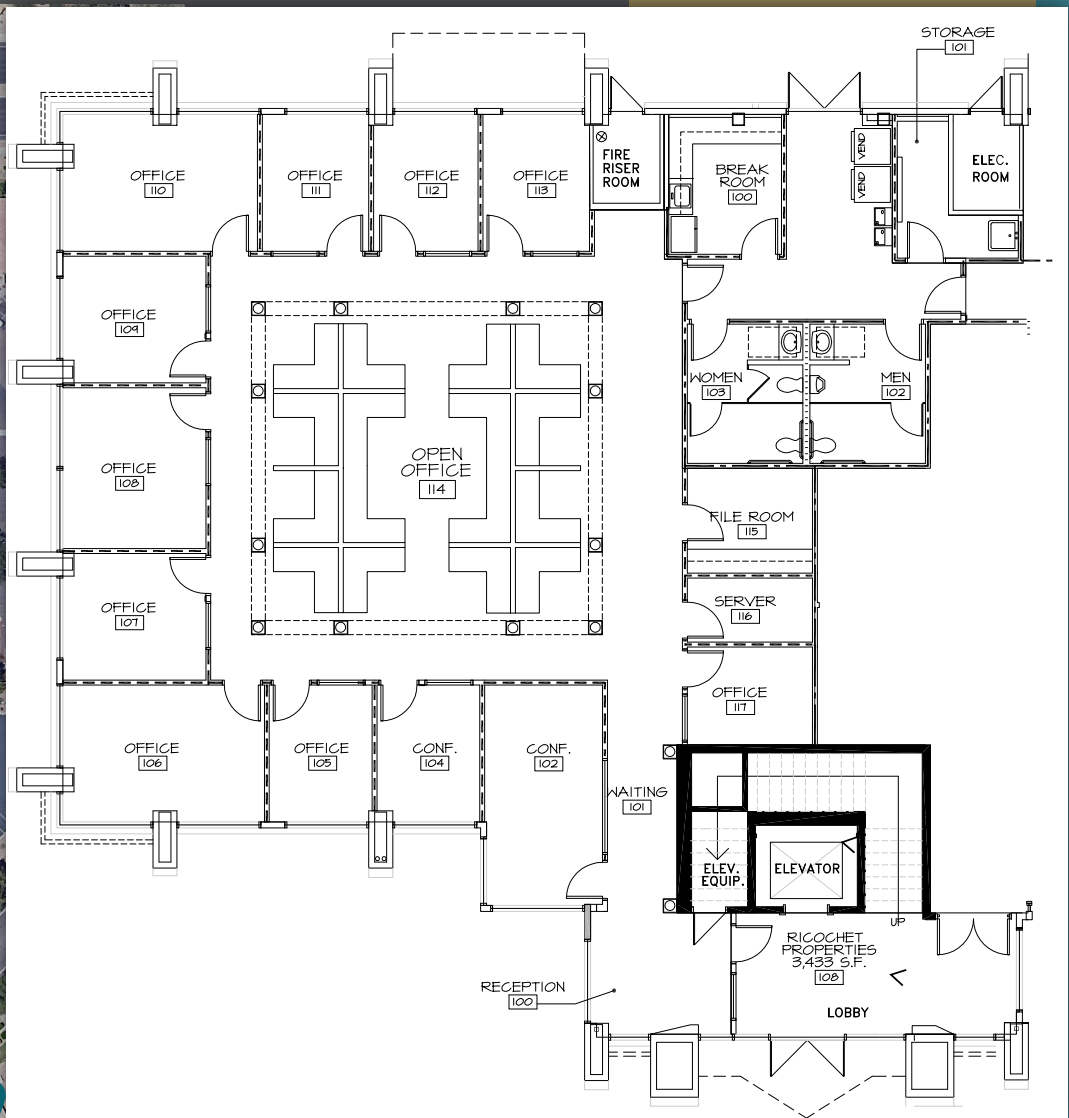 STORAGE
101
OFFICE
110
OFFICE
111
OFFICE
112
OFFICE
113
FIRE
RISER
ROOM
BREAK
ROOM
100
VEND
VEND
ELEC.
ROOM
OFFICE
109
WOMEN
103
MEN
102
OPEN
OFFICE
114
OFFICE
108
FILE ROOM
115
OFFICE
107
SERVER
116
OFFICE
117
OFFICE
106
OFFICE
105
CONF.
104
CONF.
102
WAITING
101
ELEV.
EQUIP.
ELEVATOR
UP
RICOCHET
PROPERTIES
3,433 S.F.
108
LOBBY
RECEPTION
100